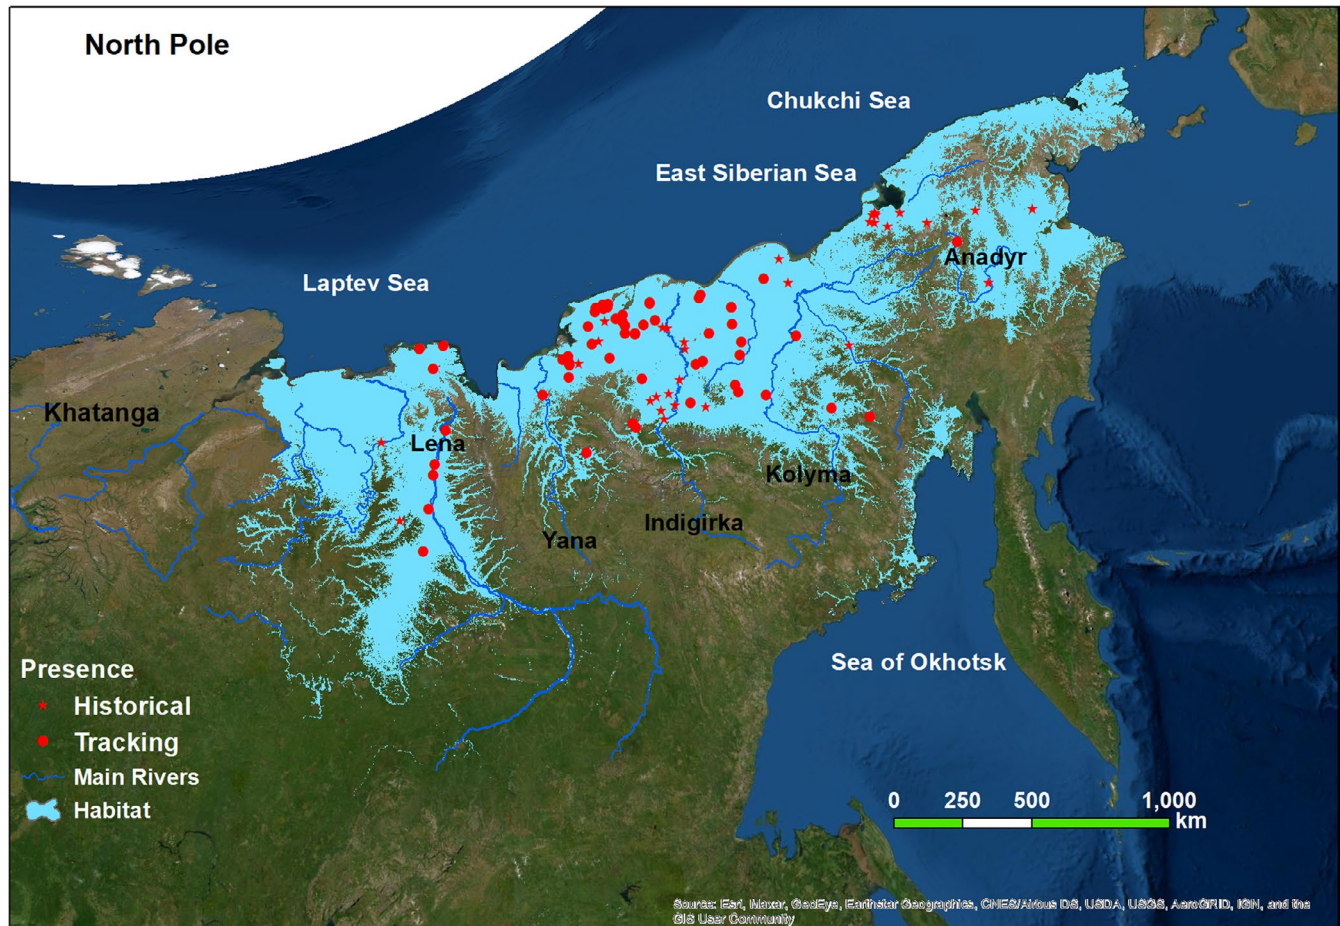 North Pole
Chukchi Sea
East Siberian Sea
Anadyr
Laptev Sea
Khatanga
Lena
Kolyma
Indigirka
Yana
Sea of Okhotsk
Presence
Historical
Tracking
Main Rivers
Habitat
0 250 500 1,000
km
Source: Esri, Maxar, GeoEye, Earthstar Geographics, CNES/Airbus DS, USDA, USGS, AeroGRID, IGN, and the
GIS User Community